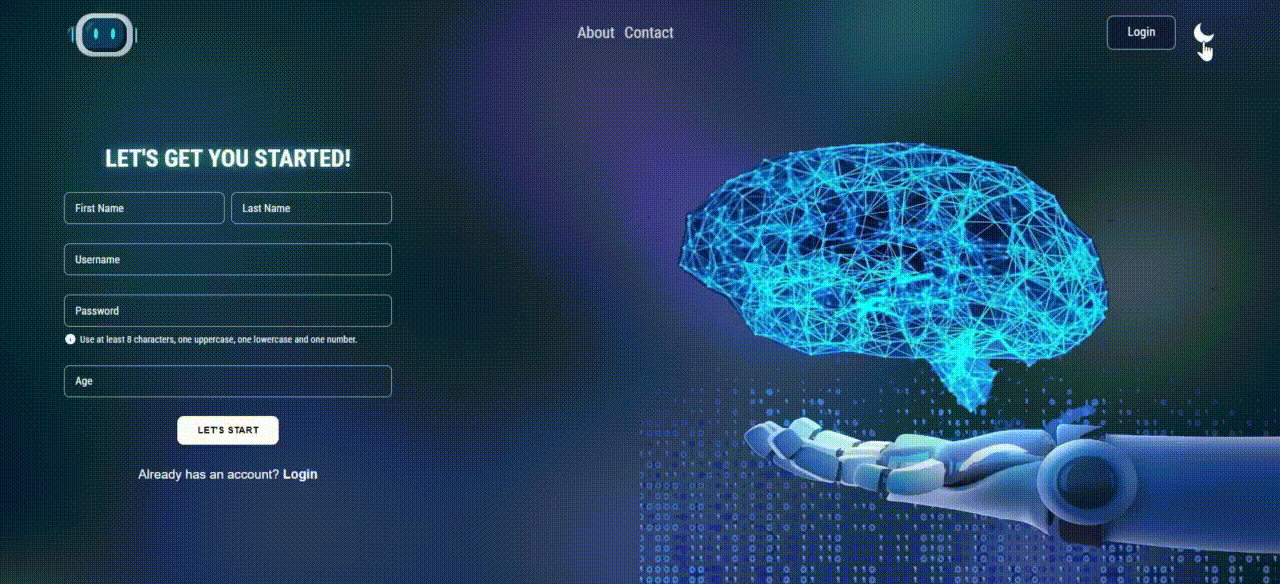 About Contact
Login
LET'S GET YOU STARTED!
First Name
Last Name
Username
Password
Use at least 8 characters, one uppercase, one lowercase and one number.
Age
LET'S START
Already has an account? Login